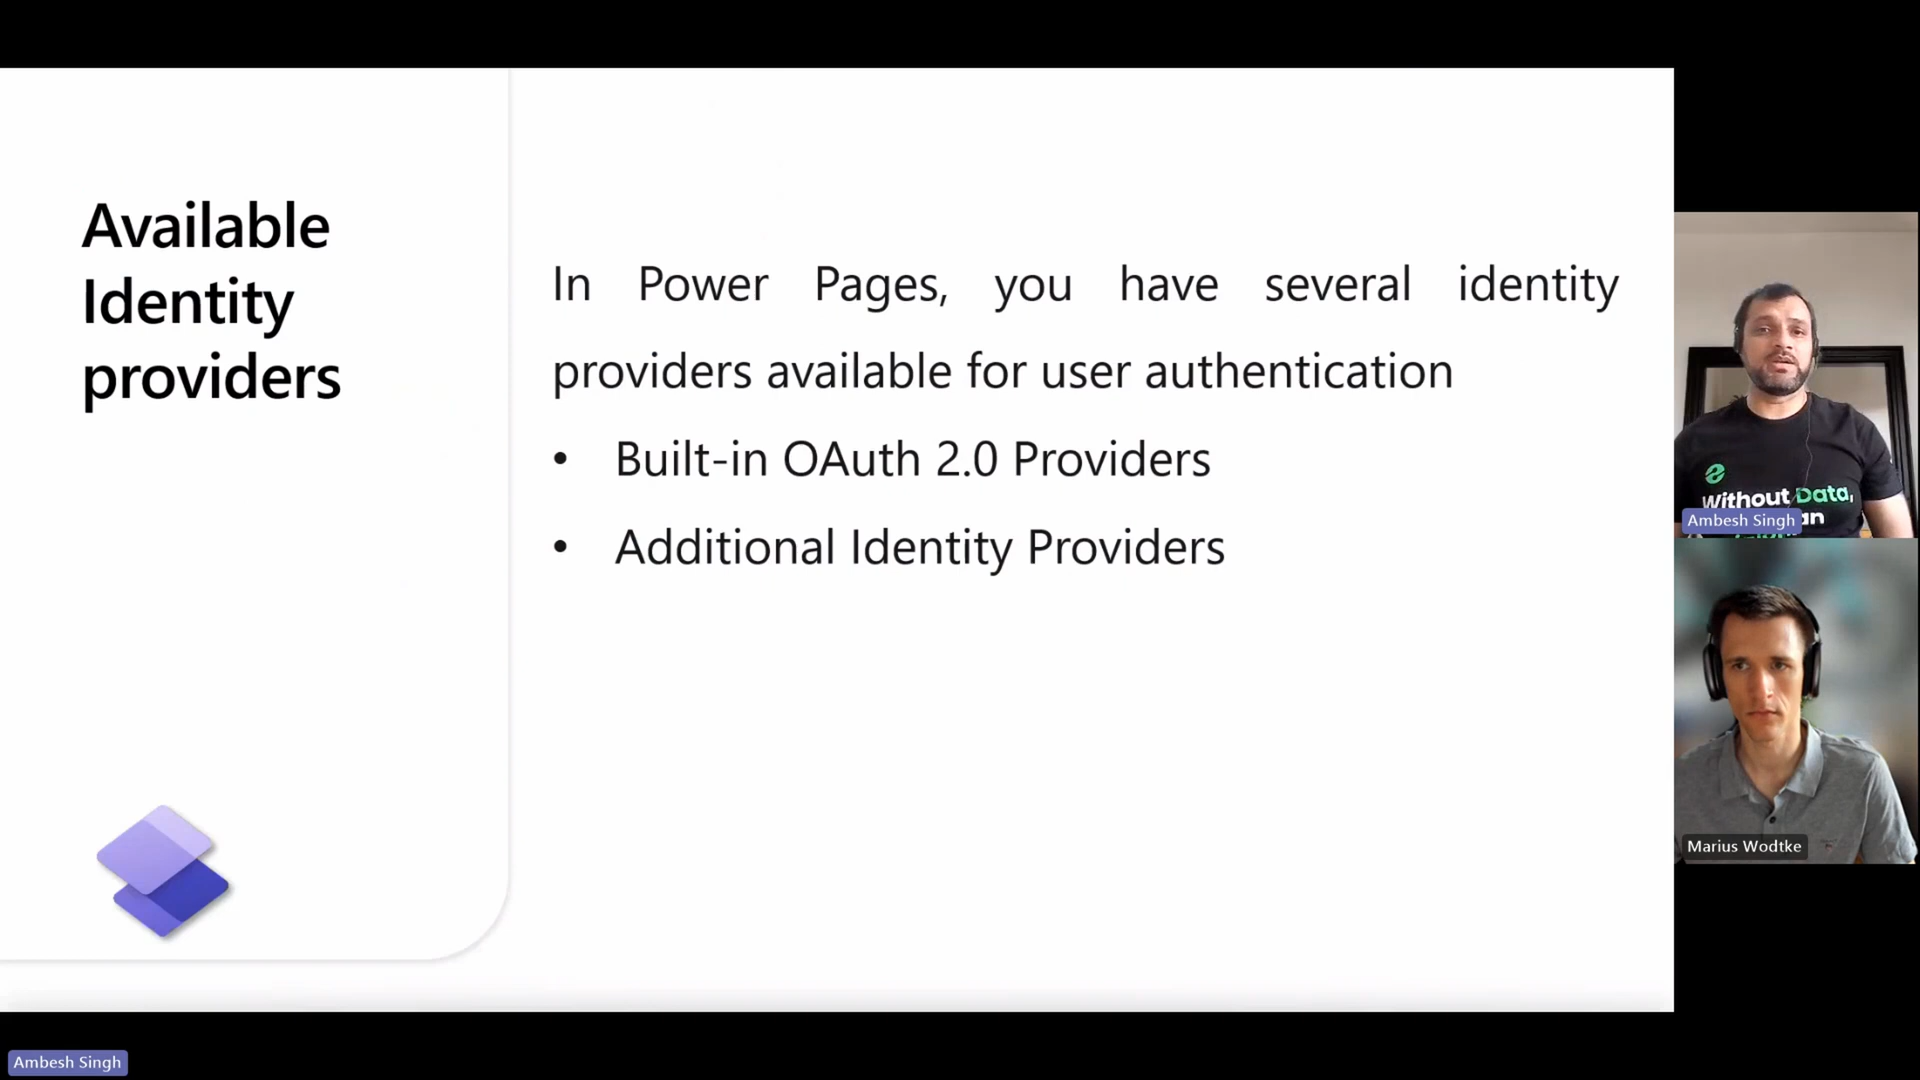 Available
Identity
providers
In Power Pages, you have several identity
providers available for user authentication
• Built-in OAuth 2.0 Providers
• Additional Identity Providers
Without Data,
an
Ambesh Singh
Marius Wodtke
Ambesh Singh